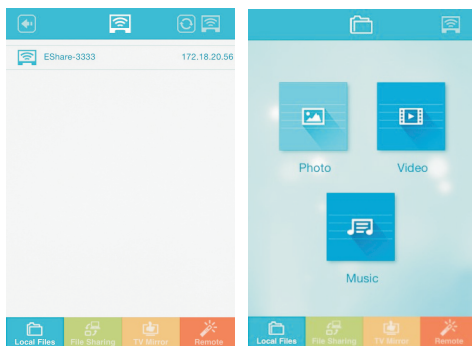 EShare-3333 172.18.20.56
Local Files File Sharing TV Mirror Remote
Photo Video
Music
Local Files File Sharing TV Mirror Remote